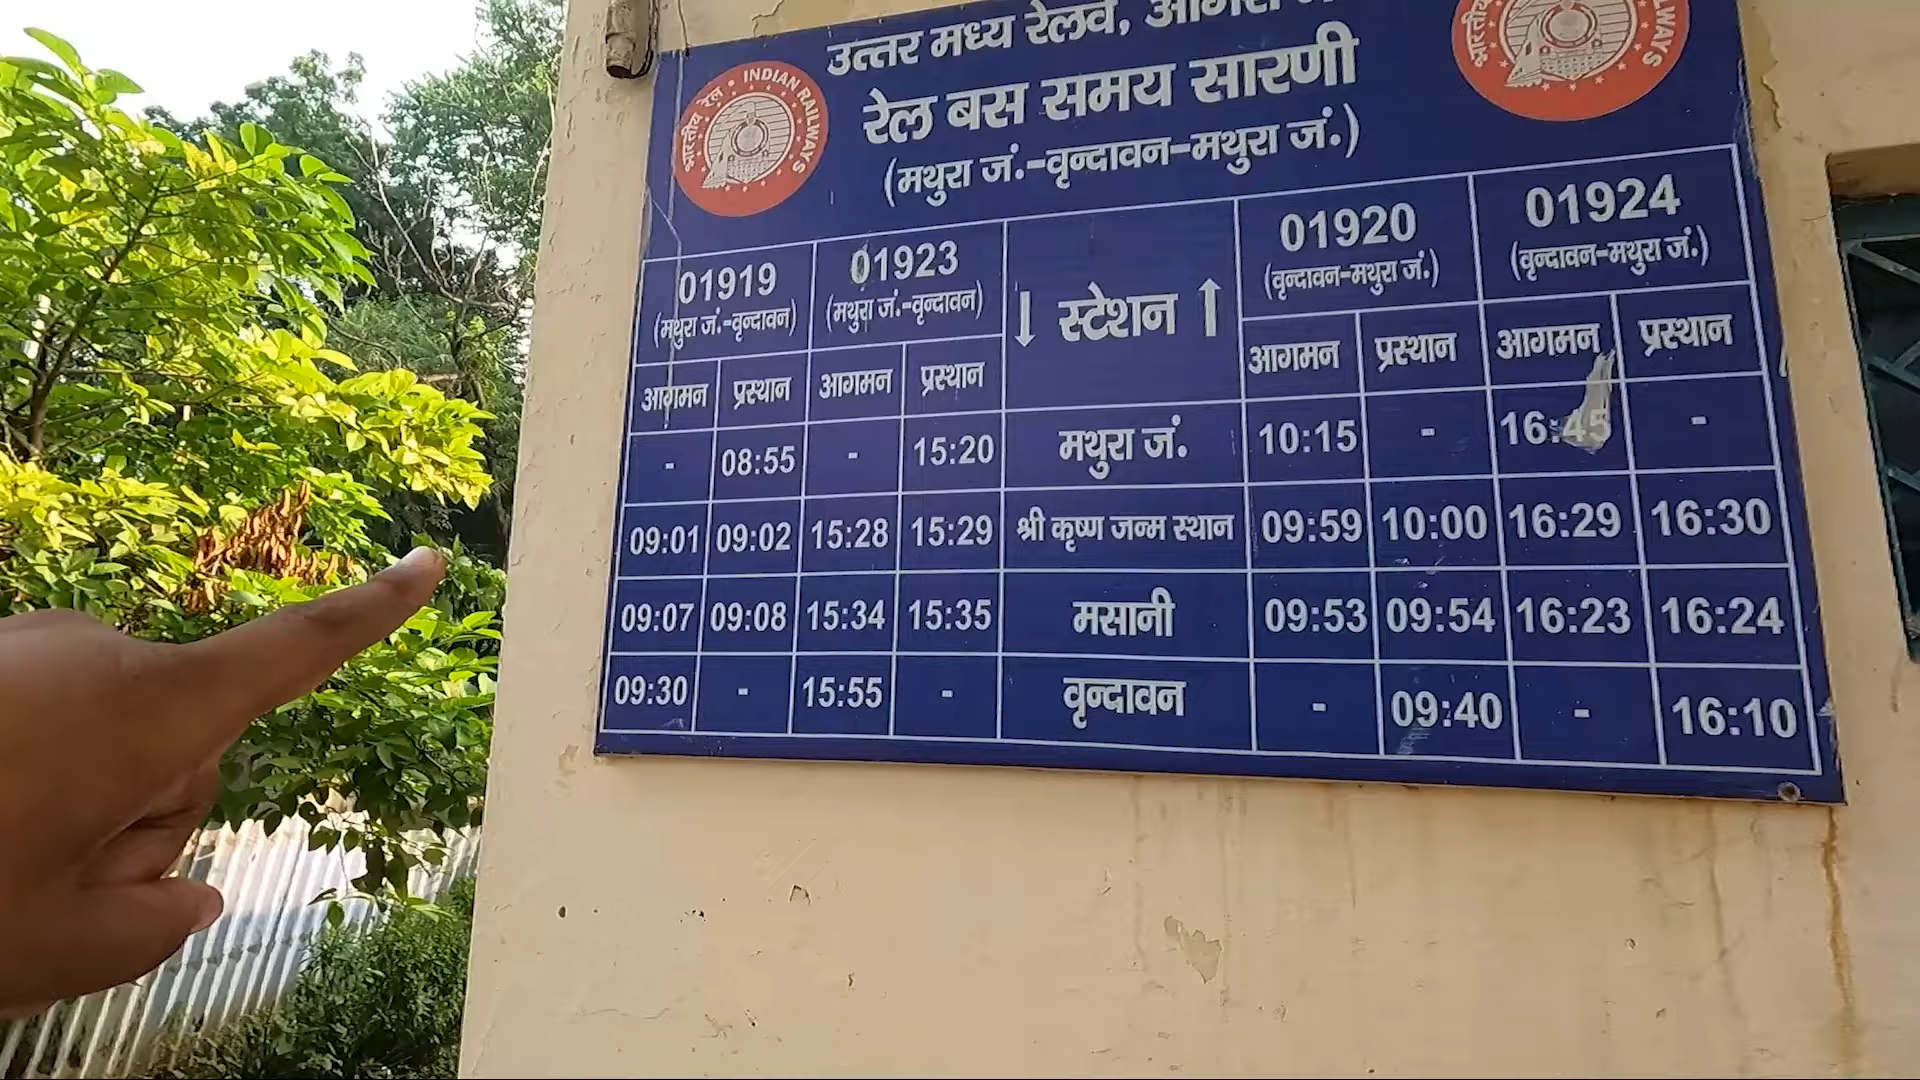 उत्तर मध्य रेलवे,
रेल बस समय सारणी
(मथुरा जं.-वृन्दावन-मथुरा जं.)
भारतीय रेल INDIAN RAILWAYS
भारतीय
01919 01923 ↓ स्टेशन ↑ 01920 01924
(मथुरा जं.-वृन्दावन) (मथुरा जं.-वृन्दावन) (वृन्दावन-मथुरा जं.) (वृन्दावन-मथुरा जं.)
आगमन प्रस्थान आगमन प्रस्थान आगमन प्रस्थान आगमन प्रस्थान
- 08:55 - 15:20 मथुरा जं. 10:15 - 16:45 -
09:01 09:02 15:28 15:29 श्री कृष्ण जन्म स्थान 09:59 10:00 16:29 16:30
09:07 09:08 15:34 15:35 मसानी 09:53 09:54 16:23 16:24
09:30 - 15:55 - वृन्दावन - 09:40 - 16:10